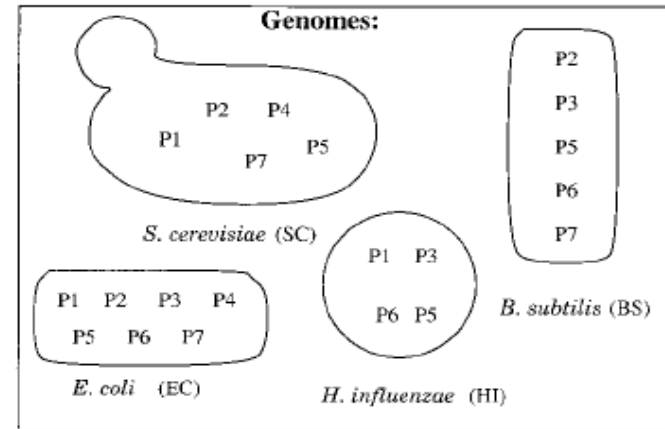 Genomes:
P2 P4
P1 P7 P5
S. cerevisiae (SC)
P2
P3
P5
P6
P7
B. subtilis (BS)
P1 P3
P6 P5
H. influenzae (HI)
P1 P2 P3 P4
P5 P6 P7
E. coli (EC)